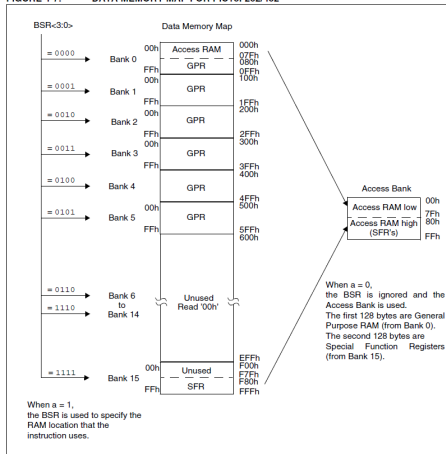 BSR<3:0>
Data Memory Map
= 0000
Bank 0
00h
FFh
Access RAM
GPR
000h
07Fh
080h
0FFh
= 0001
Bank 1
00h
FFh
GPR
100h
1FFh
= 0010
Bank 2
00h
FFh
GPR
200h
2FFh
= 0011
Bank 3
00h
FFh
GPR
300h
3FFh
= 0100
Bank 4
GPR
400h
4FFh
= 0101
Bank 5
00h
FFh
GPR
500h
5FFh
600h
= 0110
= 1110
Bank 6
to
Bank 14
Unused
Read '00h'
EFFh
= 1111
Bank 15
00h
FFh
Unused
SFR
F00h
F7Fh
F80h
FFFh
Access Bank
Access RAM low
Access RAM high
(SFR's)
00h
7Fh
80h
FFh
When a = 0,
the BSR is ignored and the
Access Bank is used.
The first 128 bytes are General
Purpose RAM (from Bank 0).
The second 128 bytes are
Special Function Registers
(from Bank 15).
When a = 1,
the BSR is used to specify the
RAM location that the
instruction uses.